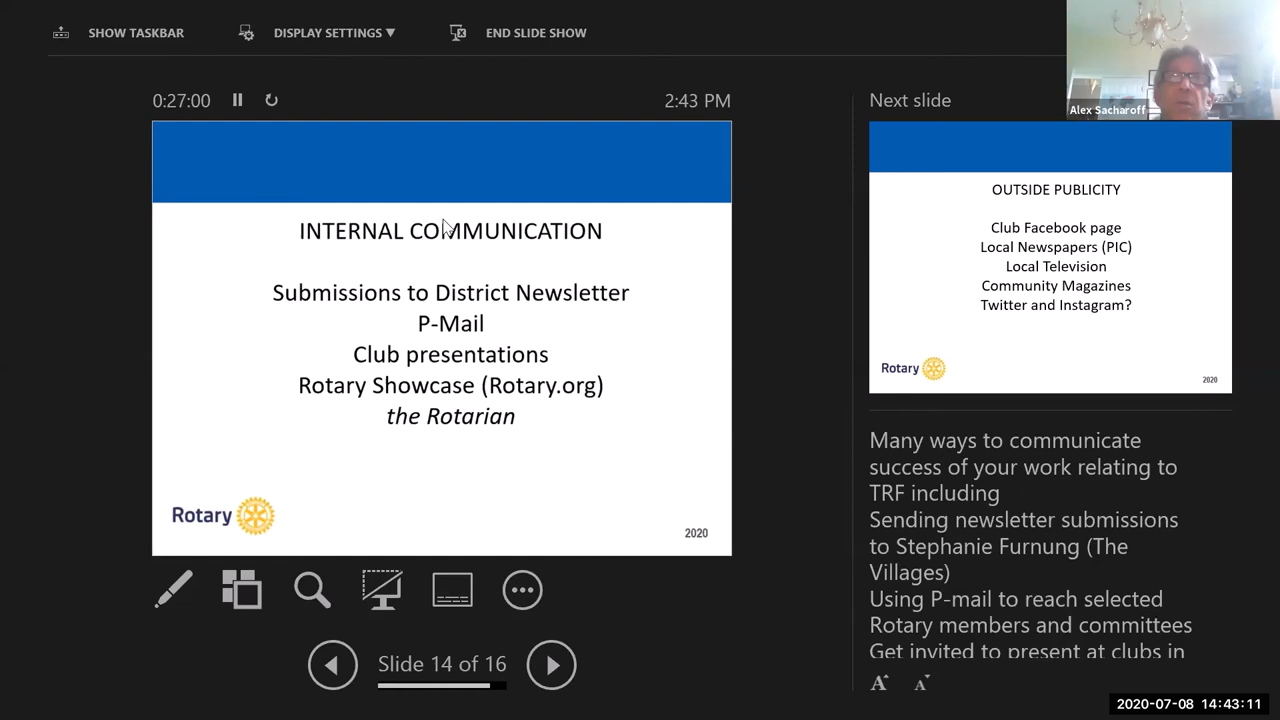 SHOW TASKBAR
DISPLAY SETTINGS ▼
END SLIDE SHOW
Alex Sacharoff
0:27:00
2:43 PM
INTERNAL COMMUNICATION
Submissions to District Newsletter
P-Mail
Club presentations
Rotary Showcase (Rotary.org)
the Rotarian
Rotary
2020
Slide 14 of 16
Next slide
OUTSIDE PUBLICITY
Club Facebook page
Local Newspapers (PIC)
Local Television
Community Magazines
Twitter and Instagram?
Rotary
2020
Many ways to communicate
success of your work relating to
TRF including
Sending newsletter submissions
to Stephanie Furnung (The
Villages)
Using P-mail to reach selected
Rotary members and committees
Get invited to present at clubs in
A A
2020-07-08 14:43:11